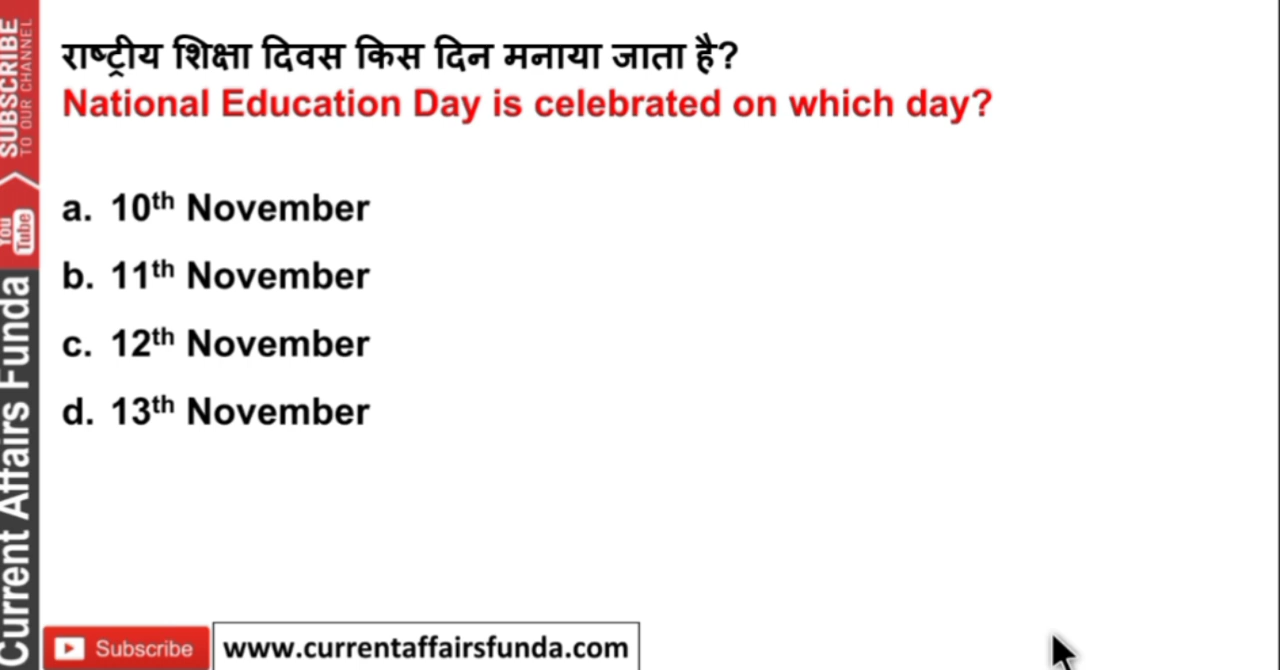 राष्ट्रीय शिक्षा दिवस किस दिन मनाया जाता है?
National Education Day is celebrated on which day?
a. 10th November
b. 11th November
c. 12th November
d. 13th November
SUBSCRIBE
TO OUR CHANNEL
You
Tube
Current Affairs Funda
Subscribe
www.currentaffairsfunda.com